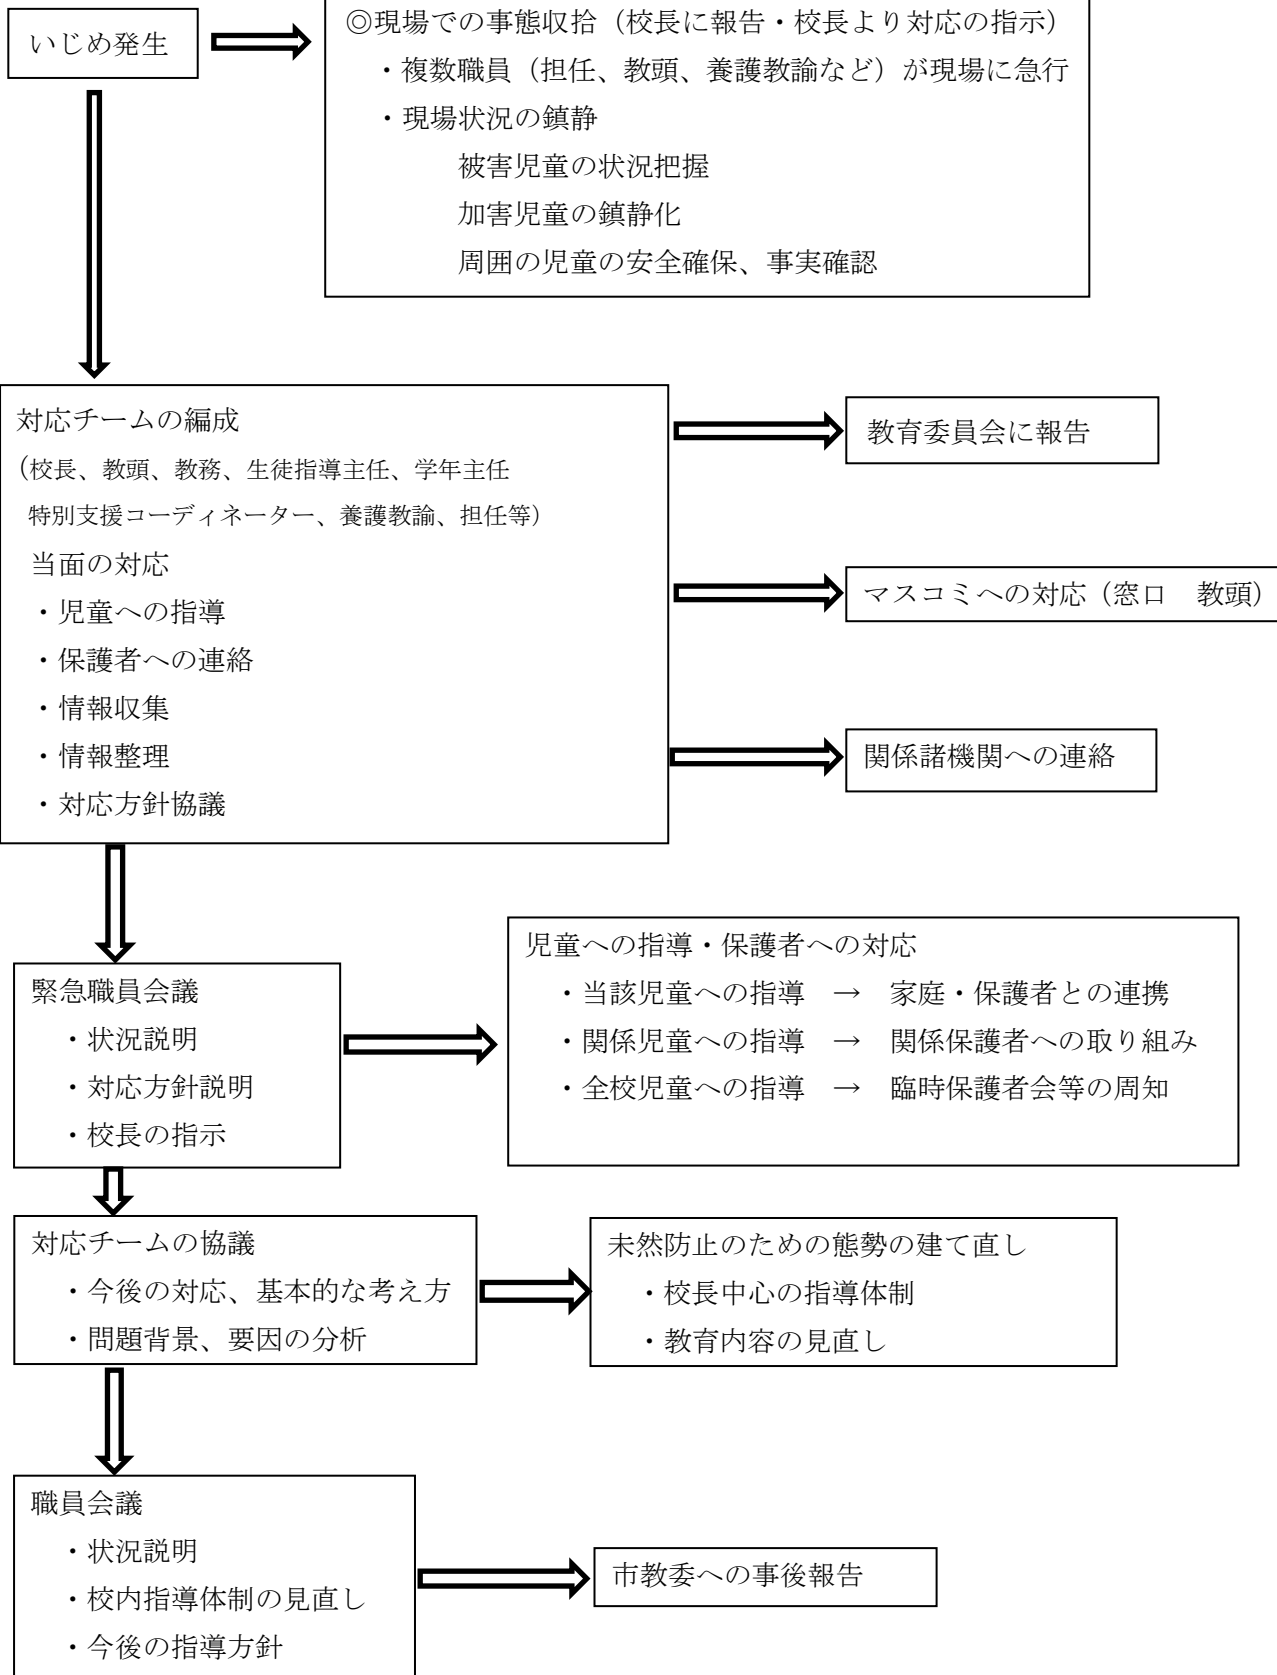 いじめ発生
◎現場での事態収拾（校長に報告・校長より対応の指示）
・複数職員（担任、教頭、養護教諭など）が現場に急行
・現場状況の鎮静
被害児童の状況把握
加害児童の鎮静化
周囲の児童の安全確保、事実確認
対応チームの編成
（校長、教頭、教務、生徒指導主任、学年主任
特別支援コーディネーター、養護教諭、担任等）
当面の対応
・児童への指導
・保護者への連絡
・情報収集
・情報整理
・対応方針協議
教育委員会に報告
マスコミへの対応（窓口　教頭）
関係諸機関への連絡
緊急職員会議
・状況説明
・対応方針説明
・校長の指示
児童への指導・保護者への対応
・当該児童への指導　→　家庭・保護者との連携
・関係児童への指導　→　関係保護者への取り組み
・全校児童への指導　→　臨時保護者会等の周知
対応チームの協議
・今後の対応、基本的な考え方
・問題背景、要因の分析
未然防止のための態勢の建て直し
・校長中心の指導体制
・教育内容の見直し
職員会議
・状況説明
・校内指導体制の見直し
・今後の指導方針
市教委への事後報告